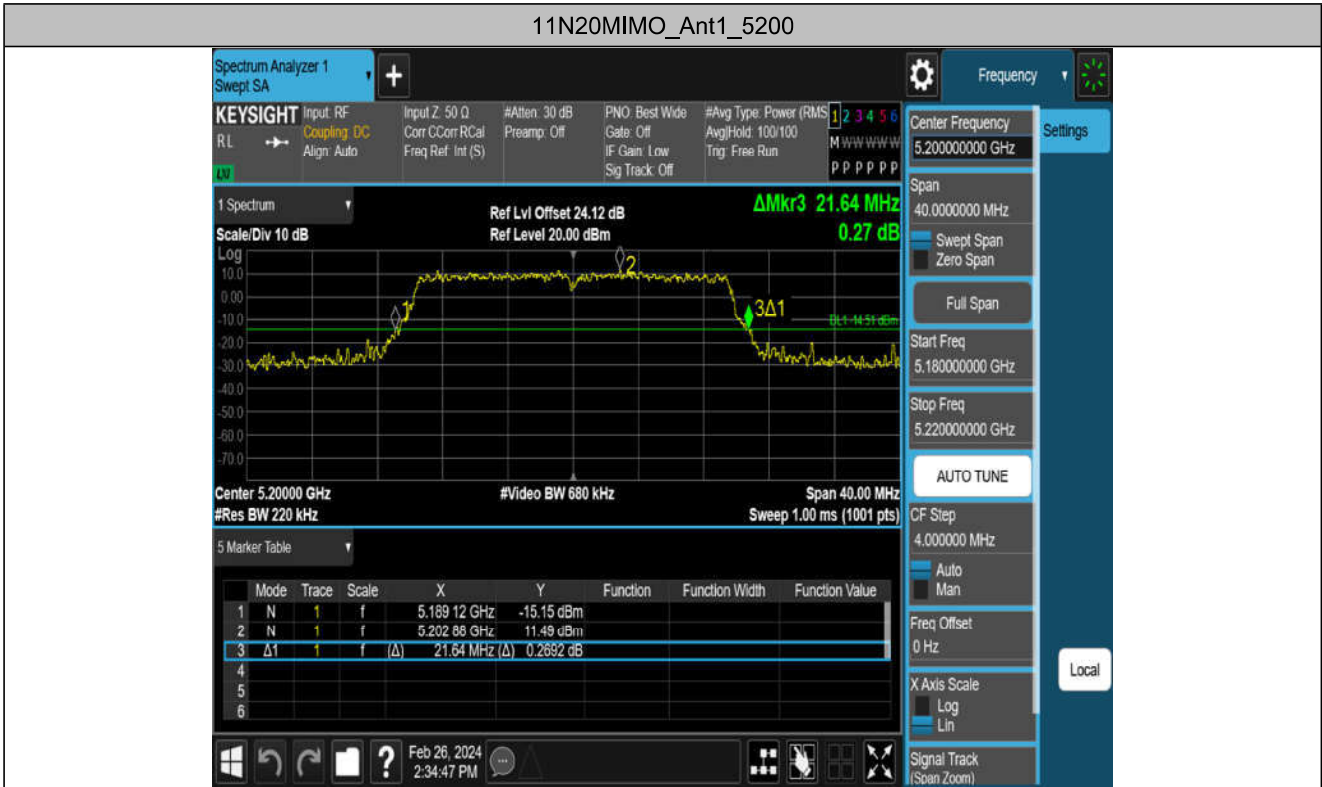 11N20MIMO_Ant1_5200
Spectrum Analyzer 1
Swept SA
+
Frequency
KEYSIGHT
RL
LXI
Input: RF
Coupling: DC
Align: Auto
Input Z: 50 Ω
Corr CCorr RCal
Freq Ref: Int (S)
#Atten: 30 dB
Preamp: Off
PNO: Best Wide
Gate: Off
IF Gain: Low
Sig Track: Off
#Avg Type: Power (RMS
Avg|Hold: 100/100
Trig: Free Run
1 2 3 4 5 6
M W W W W W
P P P P P P
1 Spectrum
Scale/Div 10 dB
Ref Lvl Offset 24.12 dB
Ref Level 20.00 dBm
ΔMkr3 21.64 MHz
0.27 dB
Log
10.0
0.00
-10.0
-20.0
-30.0
-40.0
-50.0
-60.0
-70.0
1
2
3Δ1
DL1 -14.51 dBm
Center 5.20000 GHz
#Video BW 680 kHz
Span 40.00 MHz
#Res BW 220 kHz
Sweep 1.00 ms (1001 pts)
5 Marker Table
Mode Trace Scale X Y Function Function Width Function Value
1 N 1 f 5.189 12 GHz -15.15 dBm
2 N 1 f 5.202 88 GHz 11.49 dBm
3 Δ1 1 f (Δ) 21.64 MHz (Δ) 0.2692 dB
4
5
6
Feb 26, 2024
2:34:47 PM
?
Center Frequency
5.200000000 GHz
Settings
Span
40.0000000 MHz
Swept Span
Zero Span
Full Span
Start Freq
5.180000000 GHz
Stop Freq
5.220000000 GHz
AUTO TUNE
CF Step
4.000000 MHz
Auto
Man
Freq Offset
0 Hz
Local
X Axis Scale
Log
Lin
Signal Track
(Span Zoom)